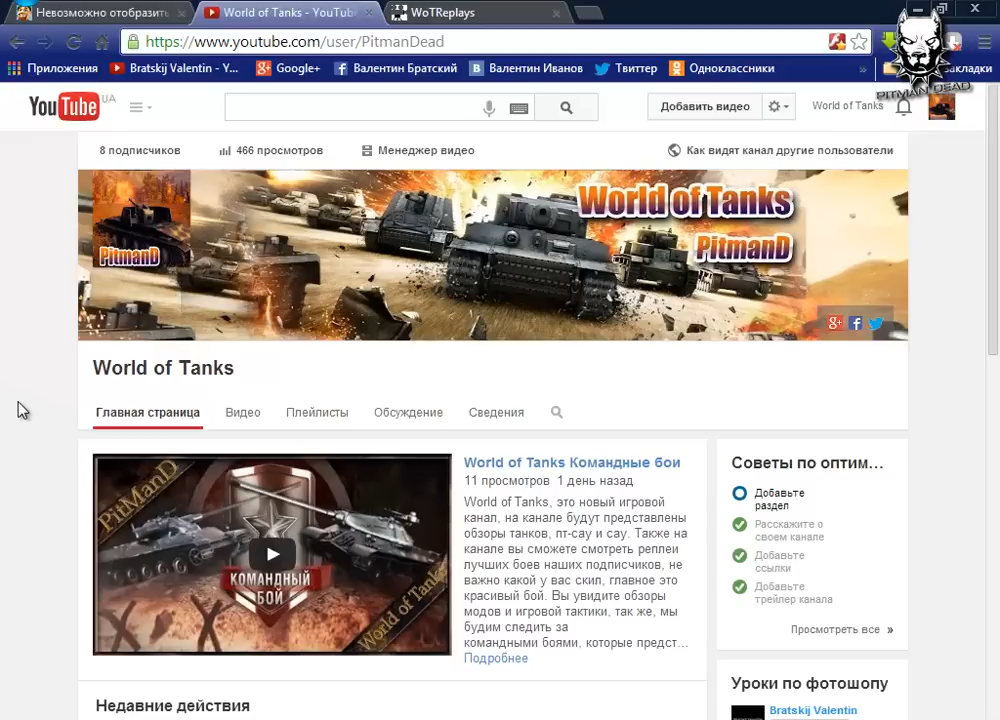 Невозможно отобразить
World of Tanks - YouTube
WoTReplays
https://www.youtube.com/user/PitmanDead
Приложения
Bratskij Valentin - Y...
Google+
Валентин Братский
Валентин Иванов
Твиттер
Одноклассники
»
закладки
PITMAN DEAD
YouTube UA
Добавить видео
World of Tanks
8 подписчиков
466 просмотров
Менеджер видео
Как видят канал другие пользователи
World of Tanks
PitmanD
PitmanD
World of Tanks
Главная страница
Видео
Плейлисты
Обсуждение
Сведения
PitManD
КОМАНДНЫЙ
БОЙ
World of Tanks
World of Tanks Командные бои
11 просмотров 1 день назад
World of Tanks, это новый игровой
канал, на канале будут представлены
обзоры танков, пт-сау и сау. Также на
канале вы сможете смотреть реплеи
лучших боев наших подписчиков, не
важно какой у вас скил, главное это
красивый бой. Вы увидите обзоры
модов и игровой тактики, так же, мы
будим следить за
командными боями, которые предст...
Подробнее
Советы по оптим...
Добавьте
раздел
Расскажите о
своем канале
Добавьте
ссылки
Добавьте
трейлер канала
Просмотреть все »
Недавние действия
Уроки по фотошопу
Bratskij Valentin